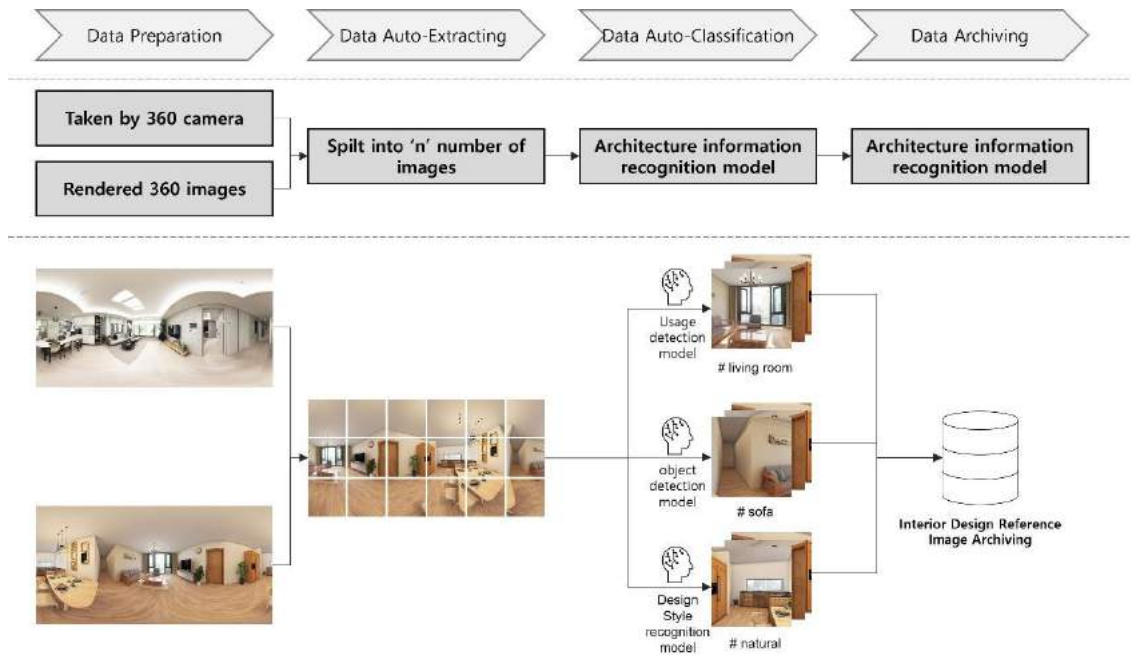 Data Preparation
Data Auto-Extracting
Data Auto-Classification
Data Archiving
Taken by 360 camera
Rendered 360 images
Spilt into ‘n’ number of
images
Architecture information
recognition model
Architecture information
recognition model
Usage
detection
model
# living room
object
detection
model
# sofa
Design
Style
recognition
model
# natural
Interior Design Reference
Image Archiving